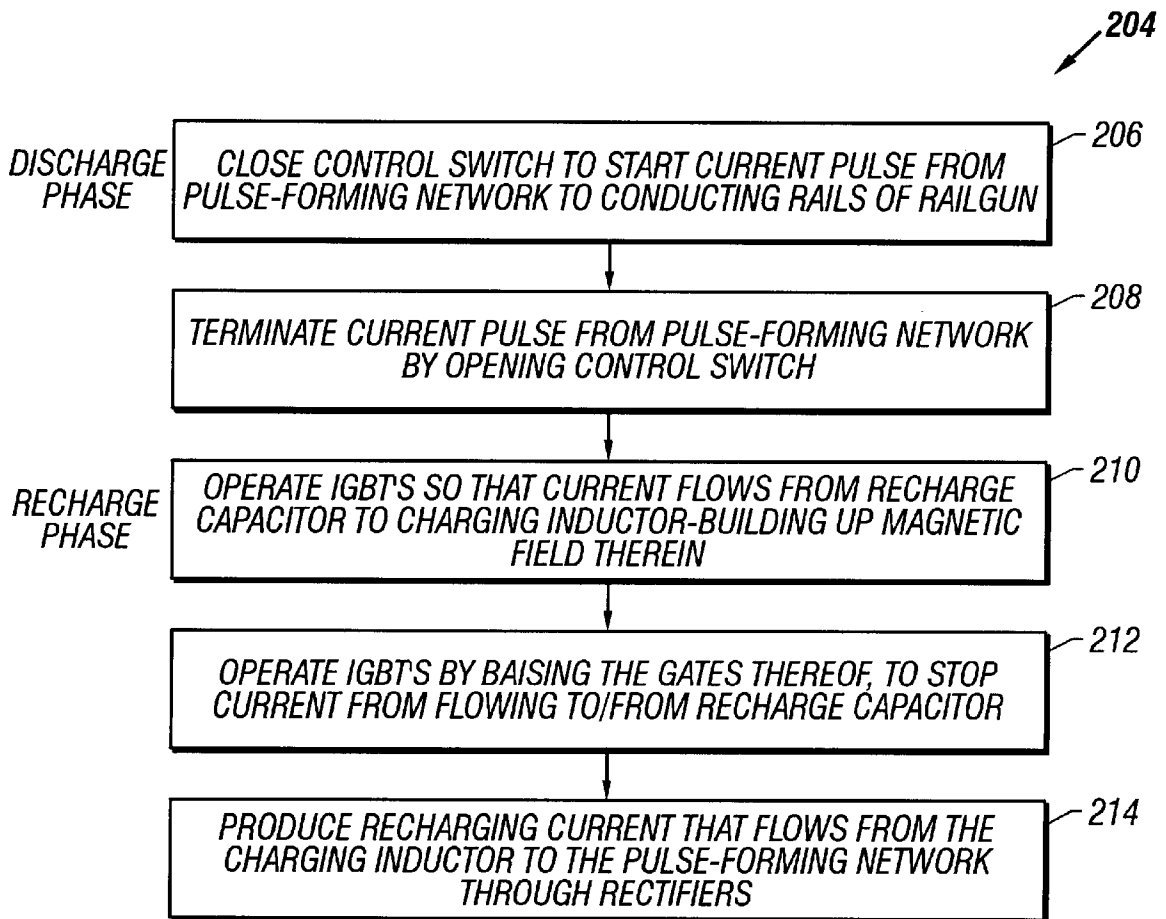 204
DISCHARGE
PHASE
CLOSE CONTROL SWITCH TO START CURRENT PULSE FROM
PULSE-FORMING NETWORK TO CONDUCTING RAILS OF RAILGUN
206
TERMINATE CURRENT PULSE FROM PULSE-FORMING NETWORK
BY OPENING CONTROL SWITCH
208
RECHARGE
PHASE
OPERATE IGBT'S SO THAT CURRENT FLOWS FROM RECHARGE
CAPACITOR TO CHARGING INDUCTOR-BUILDING UP MAGNETIC
FIELD THEREIN
210
OPERATE IGBT'S BY BAISING THE GATES THEREOF, TO STOP
CURRENT FROM FLOWING TO/FROM RECHARGE CAPACITOR
212
PRODUCE RECHARGING CURRENT THAT FLOWS FROM THE
CHARGING INDUCTOR TO THE PULSE-FORMING NETWORK
THROUGH RECTIFIERS
214